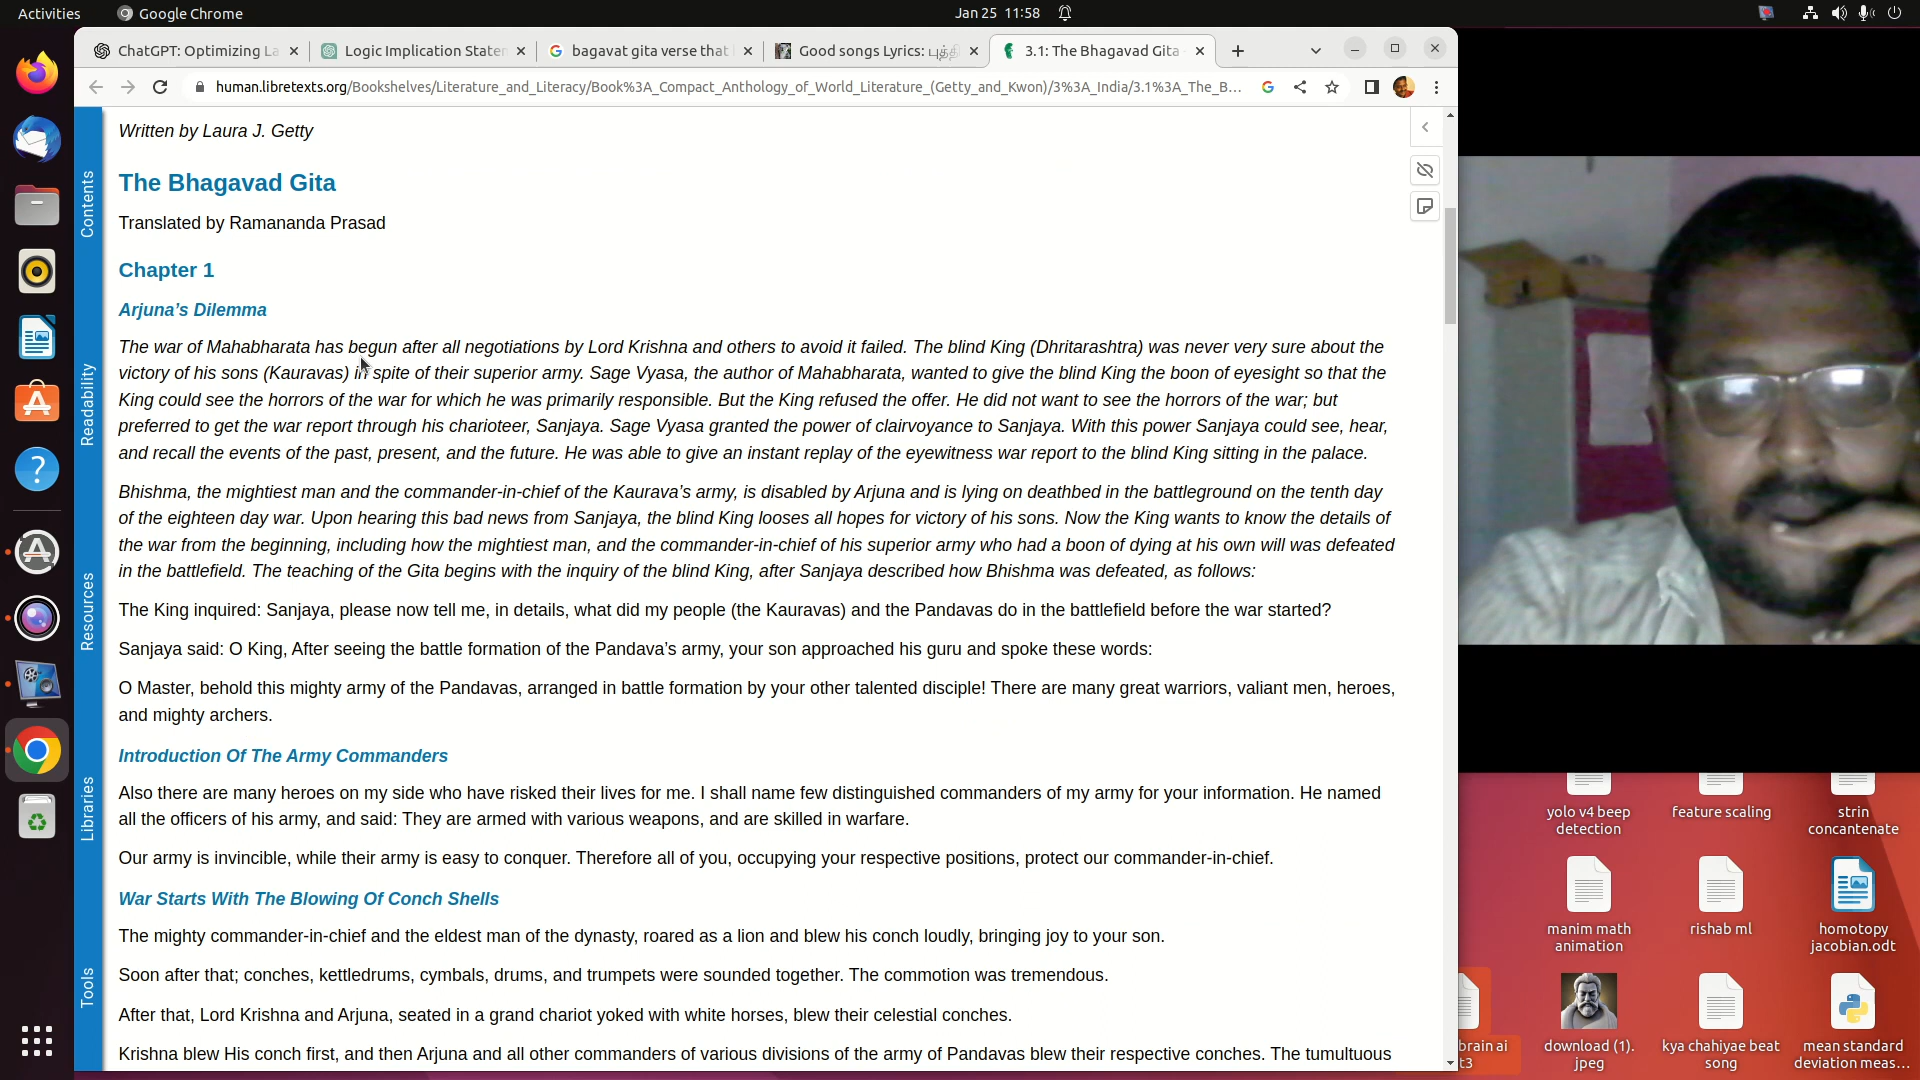 Activities
Google Chrome
Jan 25 11:58
ChatGPT: Optimizing La
Logic Implication Staten
bagavat gita verse that
Good songs Lyrics:
3.1: The Bhagavad Gita
human.libretexts.org/Bookshelves/Literature_and_Literacy/Book%3A_Compact_Anthology_of_World_Literature_(Getty_and_Kwon)/3%3A_India/3.1%3A_The_B...
Contents
Readability
Resources
Libraries
Tools
Written by Laura J. Getty
The Bhagavad Gita
Translated by Ramananda Prasad
Chapter 1
Arjuna’s Dilemma
The war of Mahabharata has begun after all negotiations by Lord Krishna and others to avoid it failed. The blind King (Dhritarashtra) was never very sure about the
victory of his sons (Kauravas) in spite of their superior army. Sage Vyasa, the author of Mahabharata, wanted to give the blind King the boon of eyesight so that the
King could see the horrors of the war for which he was primarily responsible. But the King refused the offer. He did not want to see the horrors of the war; but
preferred to get the war report through his charioteer, Sanjaya. Sage Vyasa granted the power of clairvoyance to Sanjaya. With this power Sanjaya could see, hear,
and recall the events of the past, present, and the future. He was able to give an instant replay of the eyewitness war report to the blind King sitting in the palace.
Bhishma, the mightiest man and the commander-in-chief of the Kaurava’s army, is disabled by Arjuna and is lying on deathbed in the battleground on the tenth day
of the eighteen day war. Upon hearing this bad news from Sanjaya, the blind King looses all hopes for victory of his sons. Now the King wants to know the details of
the war from the beginning, including how the mightiest man, and the commander-in-chief of his superior army who had a boon of dying at his own will was defeated
in the battlefield. The teaching of the Gita begins with the inquiry of the blind King, after Sanjaya described how Bhishma was defeated, as follows:
The King inquired: Sanjaya, please now tell me, in details, what did my people (the Kauravas) and the Pandavas do in the battlefield before the war started?
Sanjaya said: O King, After seeing the battle formation of the Pandava’s army, your son approached his guru and spoke these words:
O Master, behold this mighty army of the Pandavas, arranged in battle formation by your other talented disciple! There are many great warriors, valiant men, heroes,
and mighty archers.
Introduction Of The Army Commanders
Also there are many heroes on my side who have risked their lives for me. I shall name few distinguished commanders of my army for your information. He named
all the officers of his army, and said: They are armed with various weapons, and are skilled in warfare.
Our army is invincible, while their army is easy to conquer. Therefore all of you, occupying your respective positions, protect our commander-in-chief.
War Starts With The Blowing Of Conch Shells
The mighty commander-in-chief and the eldest man of the dynasty, roared as a lion and blew his conch loudly, bringing joy to your son.
Soon after that; conches, kettledrums, cymbals, drums, and trumpets were sounded together. The commotion was tremendous.
After that, Lord Krishna and Arjuna, seated in a grand chariot yoked with white horses, blew their celestial conches.
Krishna blew His conch first, and then Arjuna and all other commanders of various divisions of the army of Pandavas blew their respective conches. The tumultuous
yolo v4 beep
detection
feature scaling
strin
concatenate
manim math
animation
rishab ml
homotopy
jacobian.odt
brain ai
t3
download (1).
jpeg
kya chahiyae beat
song
mean standard
deviation meas...